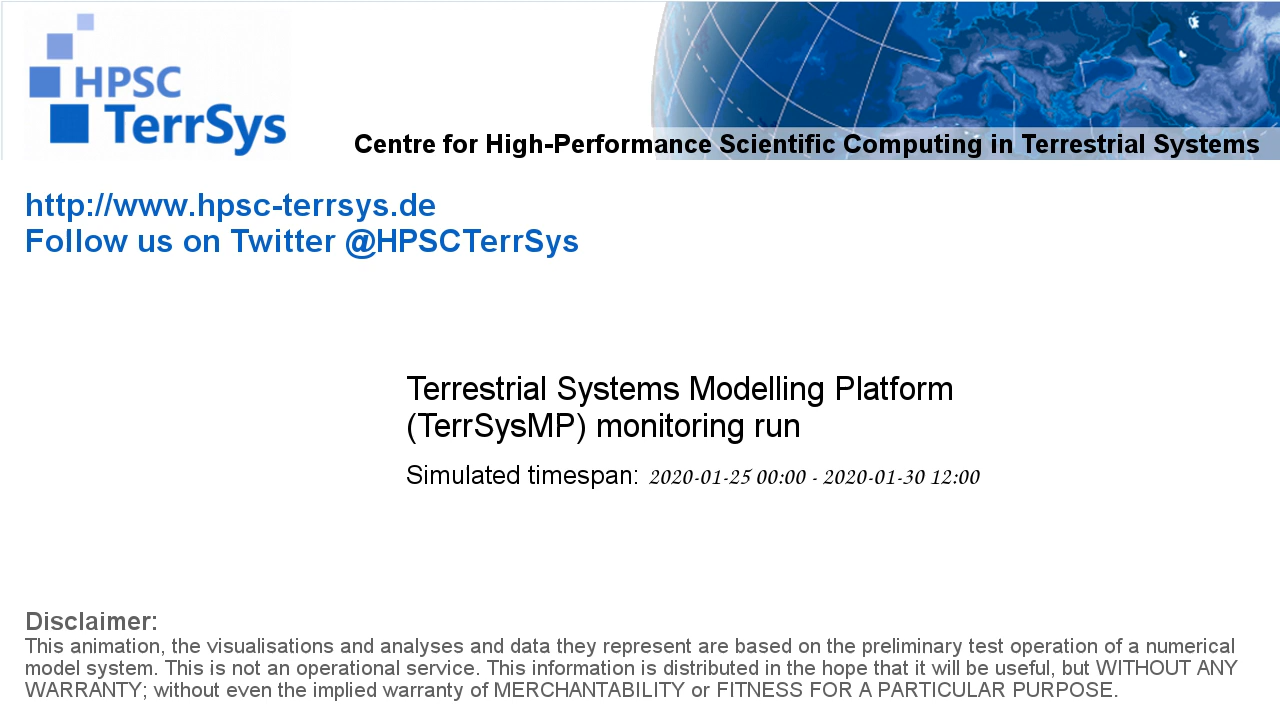 HPSC
TerrSys
Centre for High-Performance Scientific Computing in Terrestrial Systems
http://www.hpsc-terrsys.de
Follow us on Twitter @HPSCTerrSys
Terrestrial Systems Modelling Platform
(TerrSysMP) monitoring run
Simulated timespan: 2020-01-25 00:00 - 2020-01-30 12:00
Disclaimer:
This animation, the visualisations and analyses and data they represent are based on the preliminary test operation of a numerical
model system. This is not an operational service. This information is distributed in the hope that it will be useful, but WITHOUT ANY
WARRANTY; without even the implied warranty of MERCHANTABILITY or FITNESS FOR A PARTICULAR PURPOSE.